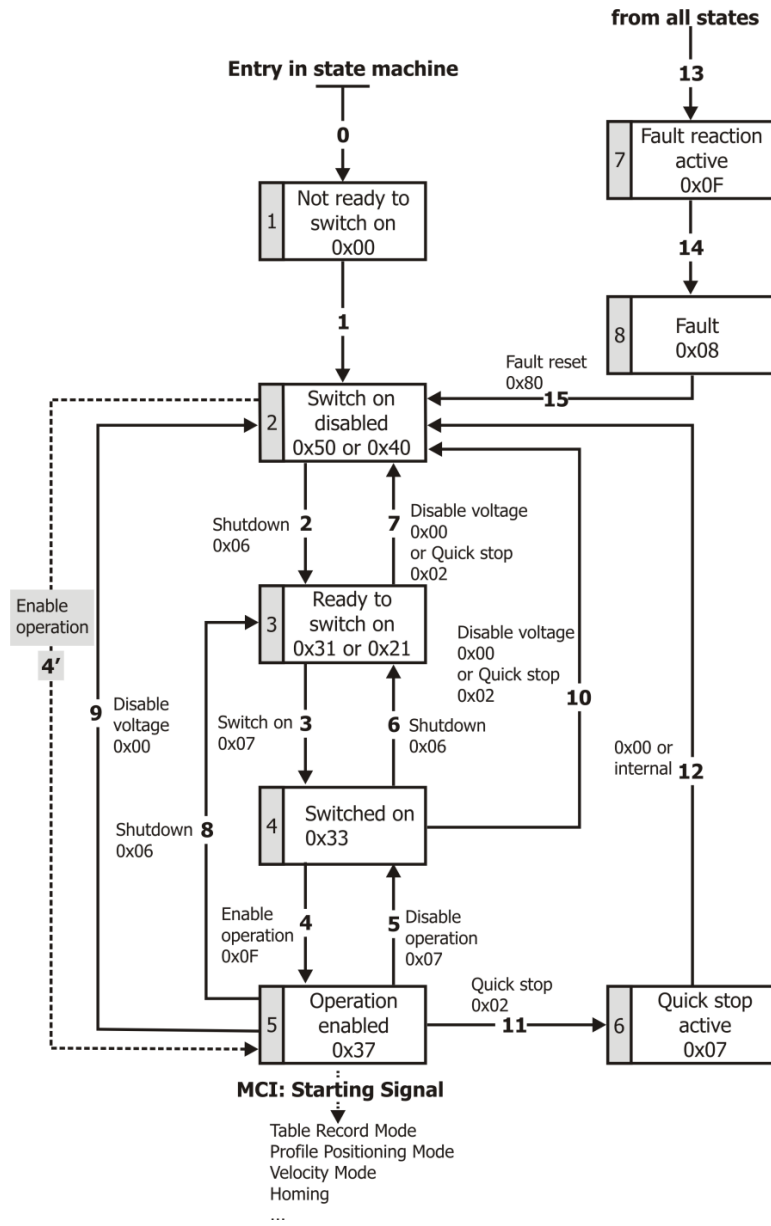 from all states
Entry in state machine
13
0
7
Fault reaction
active
0x0F
1
Not ready to
switch on
0x00
14
1
8
Fault
0x08
Fault reset
0x80
15
2
Switch on
disabled
0x50 or 0x40
Shutdown
0x06
2
7
Disable voltage
0x00
or Quick stop
0x02
Enable
operation
4’
3
Ready to
switch on
0x31 or 0x21
Disable voltage
0x00
or Quick stop
0x02
10
9
Disable
voltage
0x00
Switch on
0x07
3
6
Shutdown
0x06
0x00 or
internal
12
4
Switched on
0x33
Shutdown
0x06
8
Enable
operation
0x0F
4
5
Disable
operation
0x07
Quick stop
0x02
11
5
Operation
enabled
0x37
6
Quick stop
active
0x07
MCI: Starting Signal
Table Record Mode
Profile Positioning Mode
Velocity Mode
Homing
...